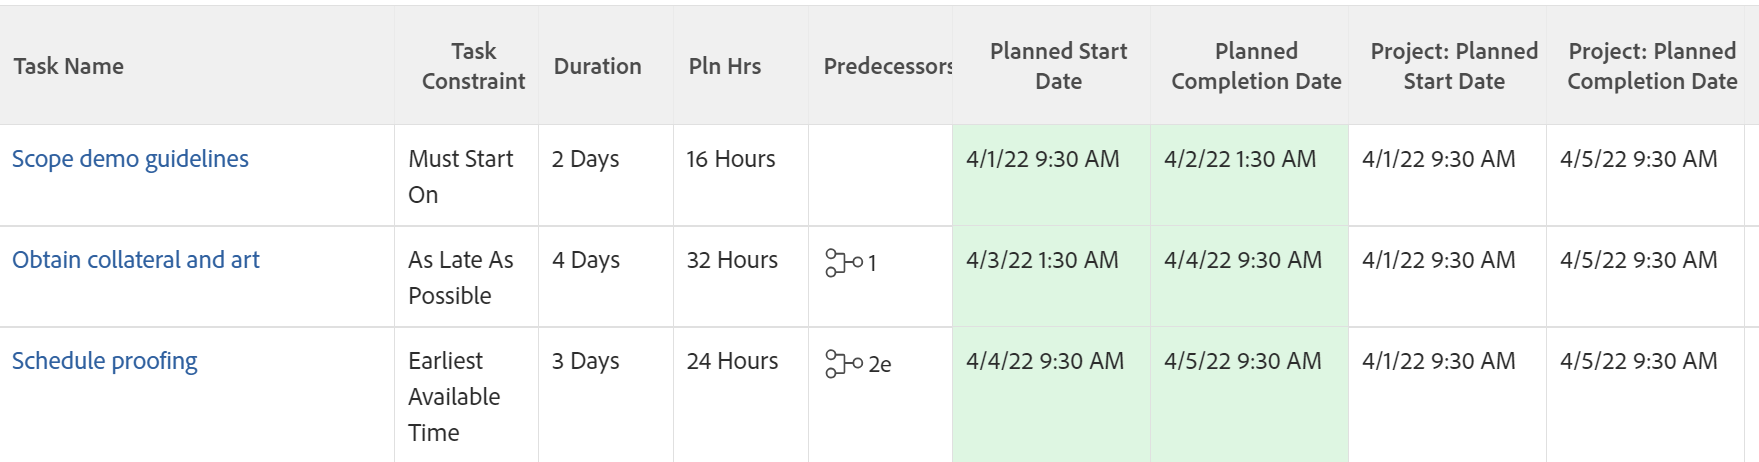 Task Name
Task Constraint
Duration
Pln Hrs
Predecessors
Planned Start Date
Planned Completion Date
Project: Planned Start Date
Project: Planned Completion Date
Scope demo guidelines
Must Start On
2 Days
16 Hours
4/1/22 9:30 AM
4/2/22 1:30 AM
4/1/22 9:30 AM
4/5/22 9:30 AM
Obtain collateral and art
As Late As Possible
4 Days
32 Hours
1
4/3/22 1:30 AM
4/4/22 9:30 AM
4/1/22 9:30 AM
4/5/22 9:30 AM
Schedule proofing
Earliest Available Time
3 Days
24 Hours
2e
4/4/22 9:30 AM
4/5/22 9:30 AM
4/1/22 9:30 AM
4/5/22 9:30 AM